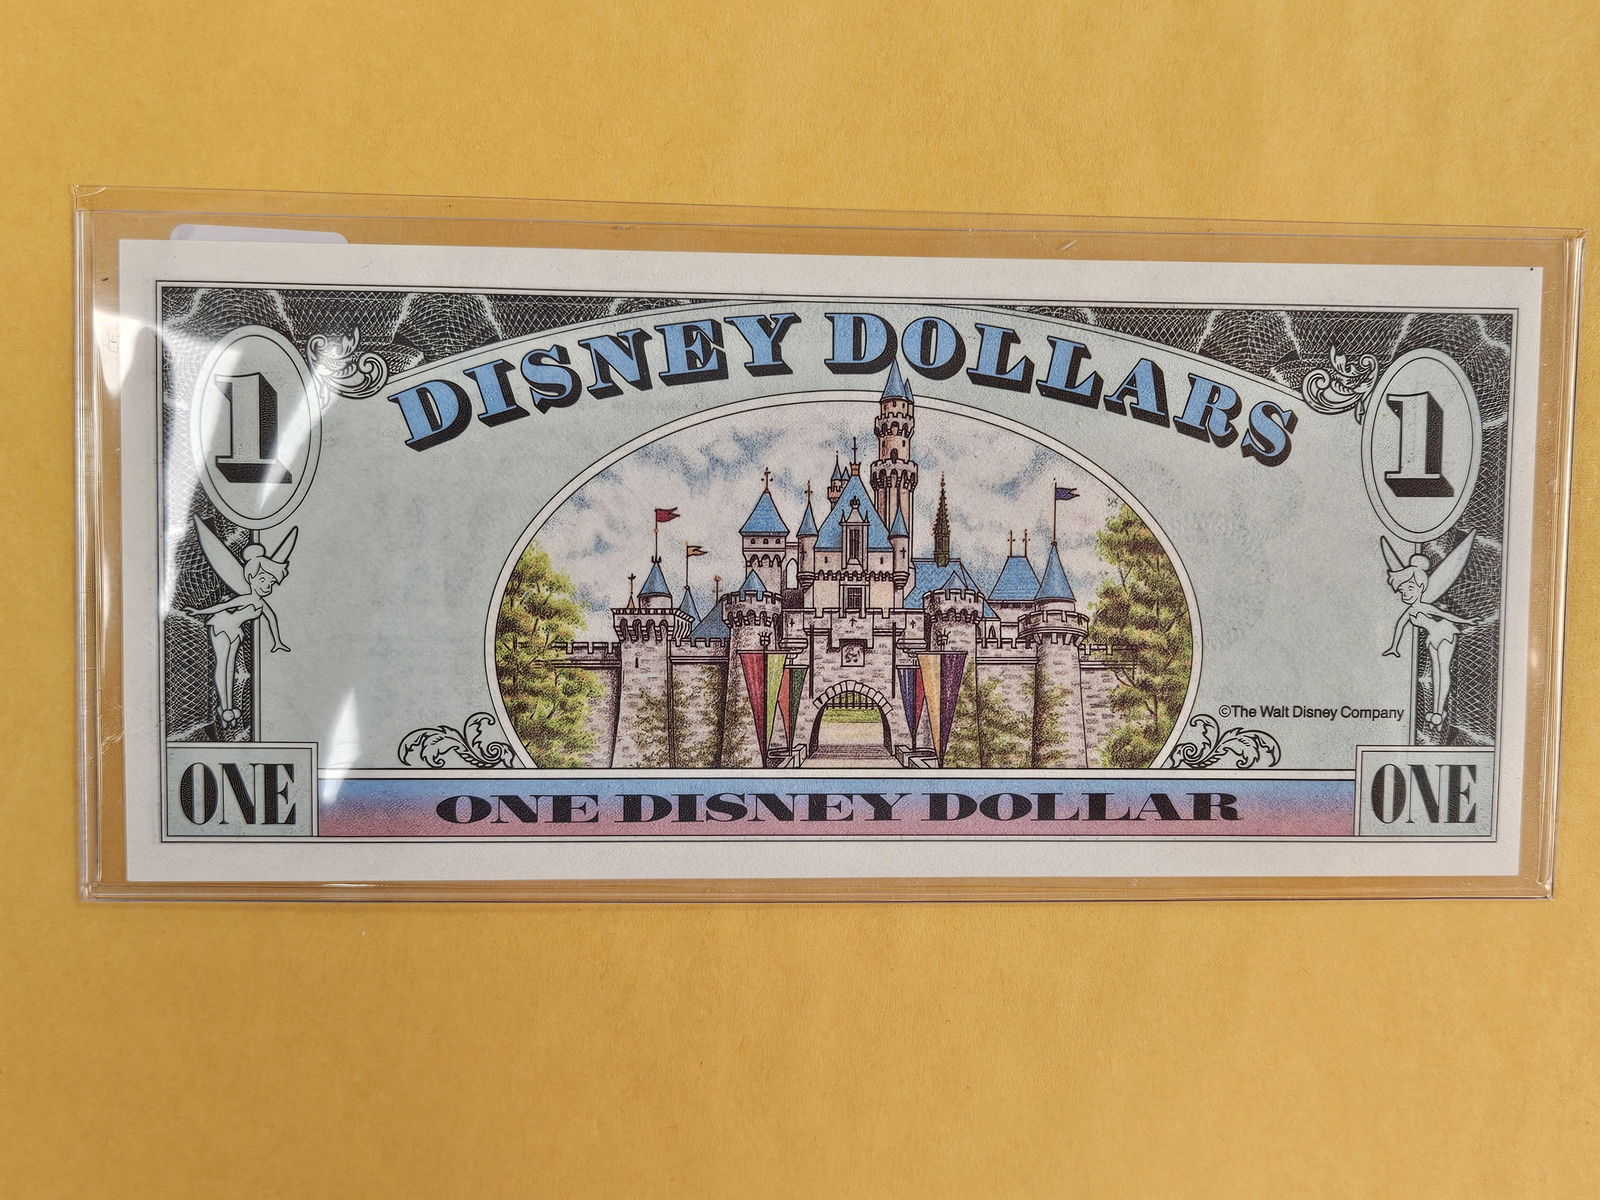 DISNEY DOLLARS
1 1
©The Walt Disney Company
ONE ONE DISNEY DOLLAR ONE